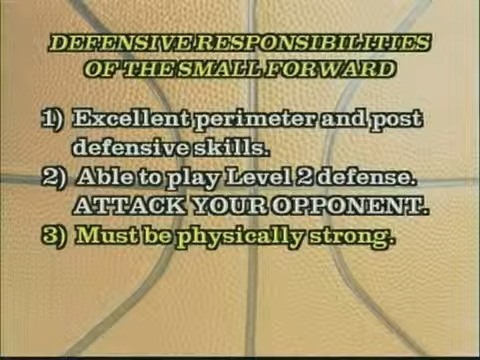 DEFENSIVE RESPONSIBILITIES
OF THE SMALL FORWARD
1) Excellent perimeter and post
defensive skills.
2) Able to play Level 2 defense.
ATTACK YOUR OPPONENT.
3) Must be physically strong.